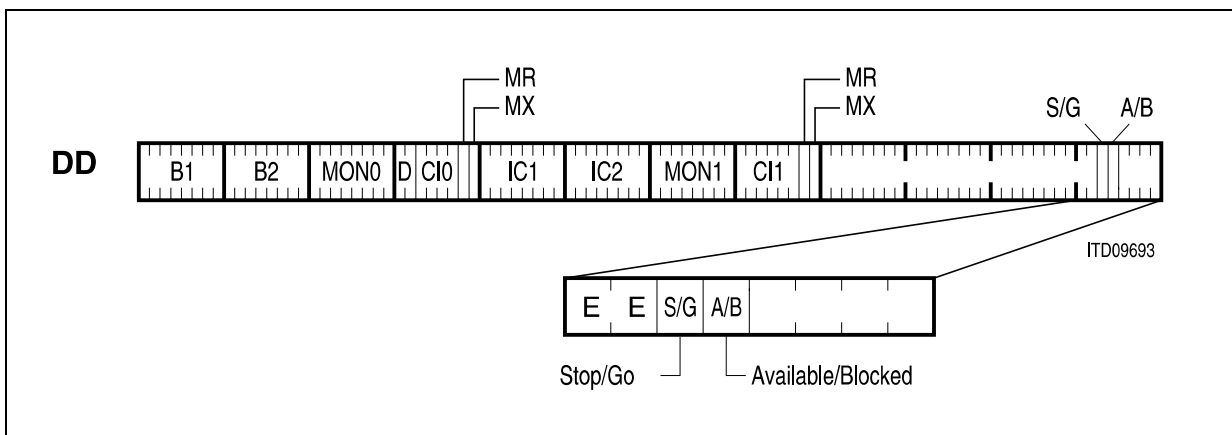 MR MR
MX MX S/G A/B
DD B1 B2 MON0 D CI0 IC1 IC2 MON1 CI1
ITD09693
E E S/G A/B
Stop/Go Available/Blocked